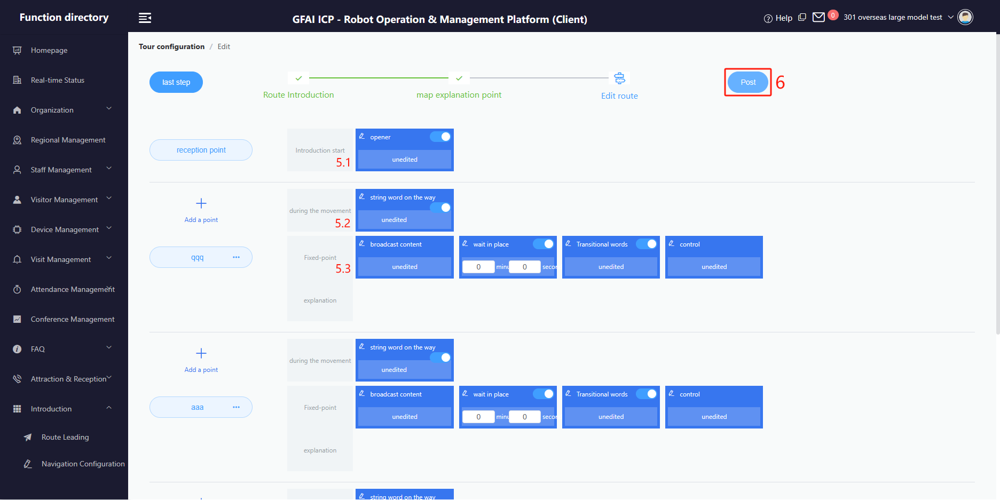 Function directory
GFAI ICP - Robot Operation & Management Platform (Client)
Help
0
301 overseas large model test
Homepage
Real-time Status
Organization
Regional Management
Staff Management
Visitor Management
Device Management
Visit Management
Attendance Management
Conference Management
FAQ
Attraction & Reception
Introduction
Route Leading
Navigation Configuration
Tour configuration / Edit
last step
Route Introduction
map explanation point
Edit route
Post
6
reception point
Introduction start
5.1
opener
unedited
Add a point
during the movement
5.2
string word on the way
unedited
qqq
Fixed-point
5.3
explanation
broadcast content
unedited
wait in place
0 minu 0 secon
Transitional words
unedited
control
unedited
Add a point
during the movement
string word on the way
unedited
aaa
Fixed-point
explanation
broadcast content
unedited
wait in place
0 minu 0 secon
Transitional words
unedited
control
unedited
string word on the way